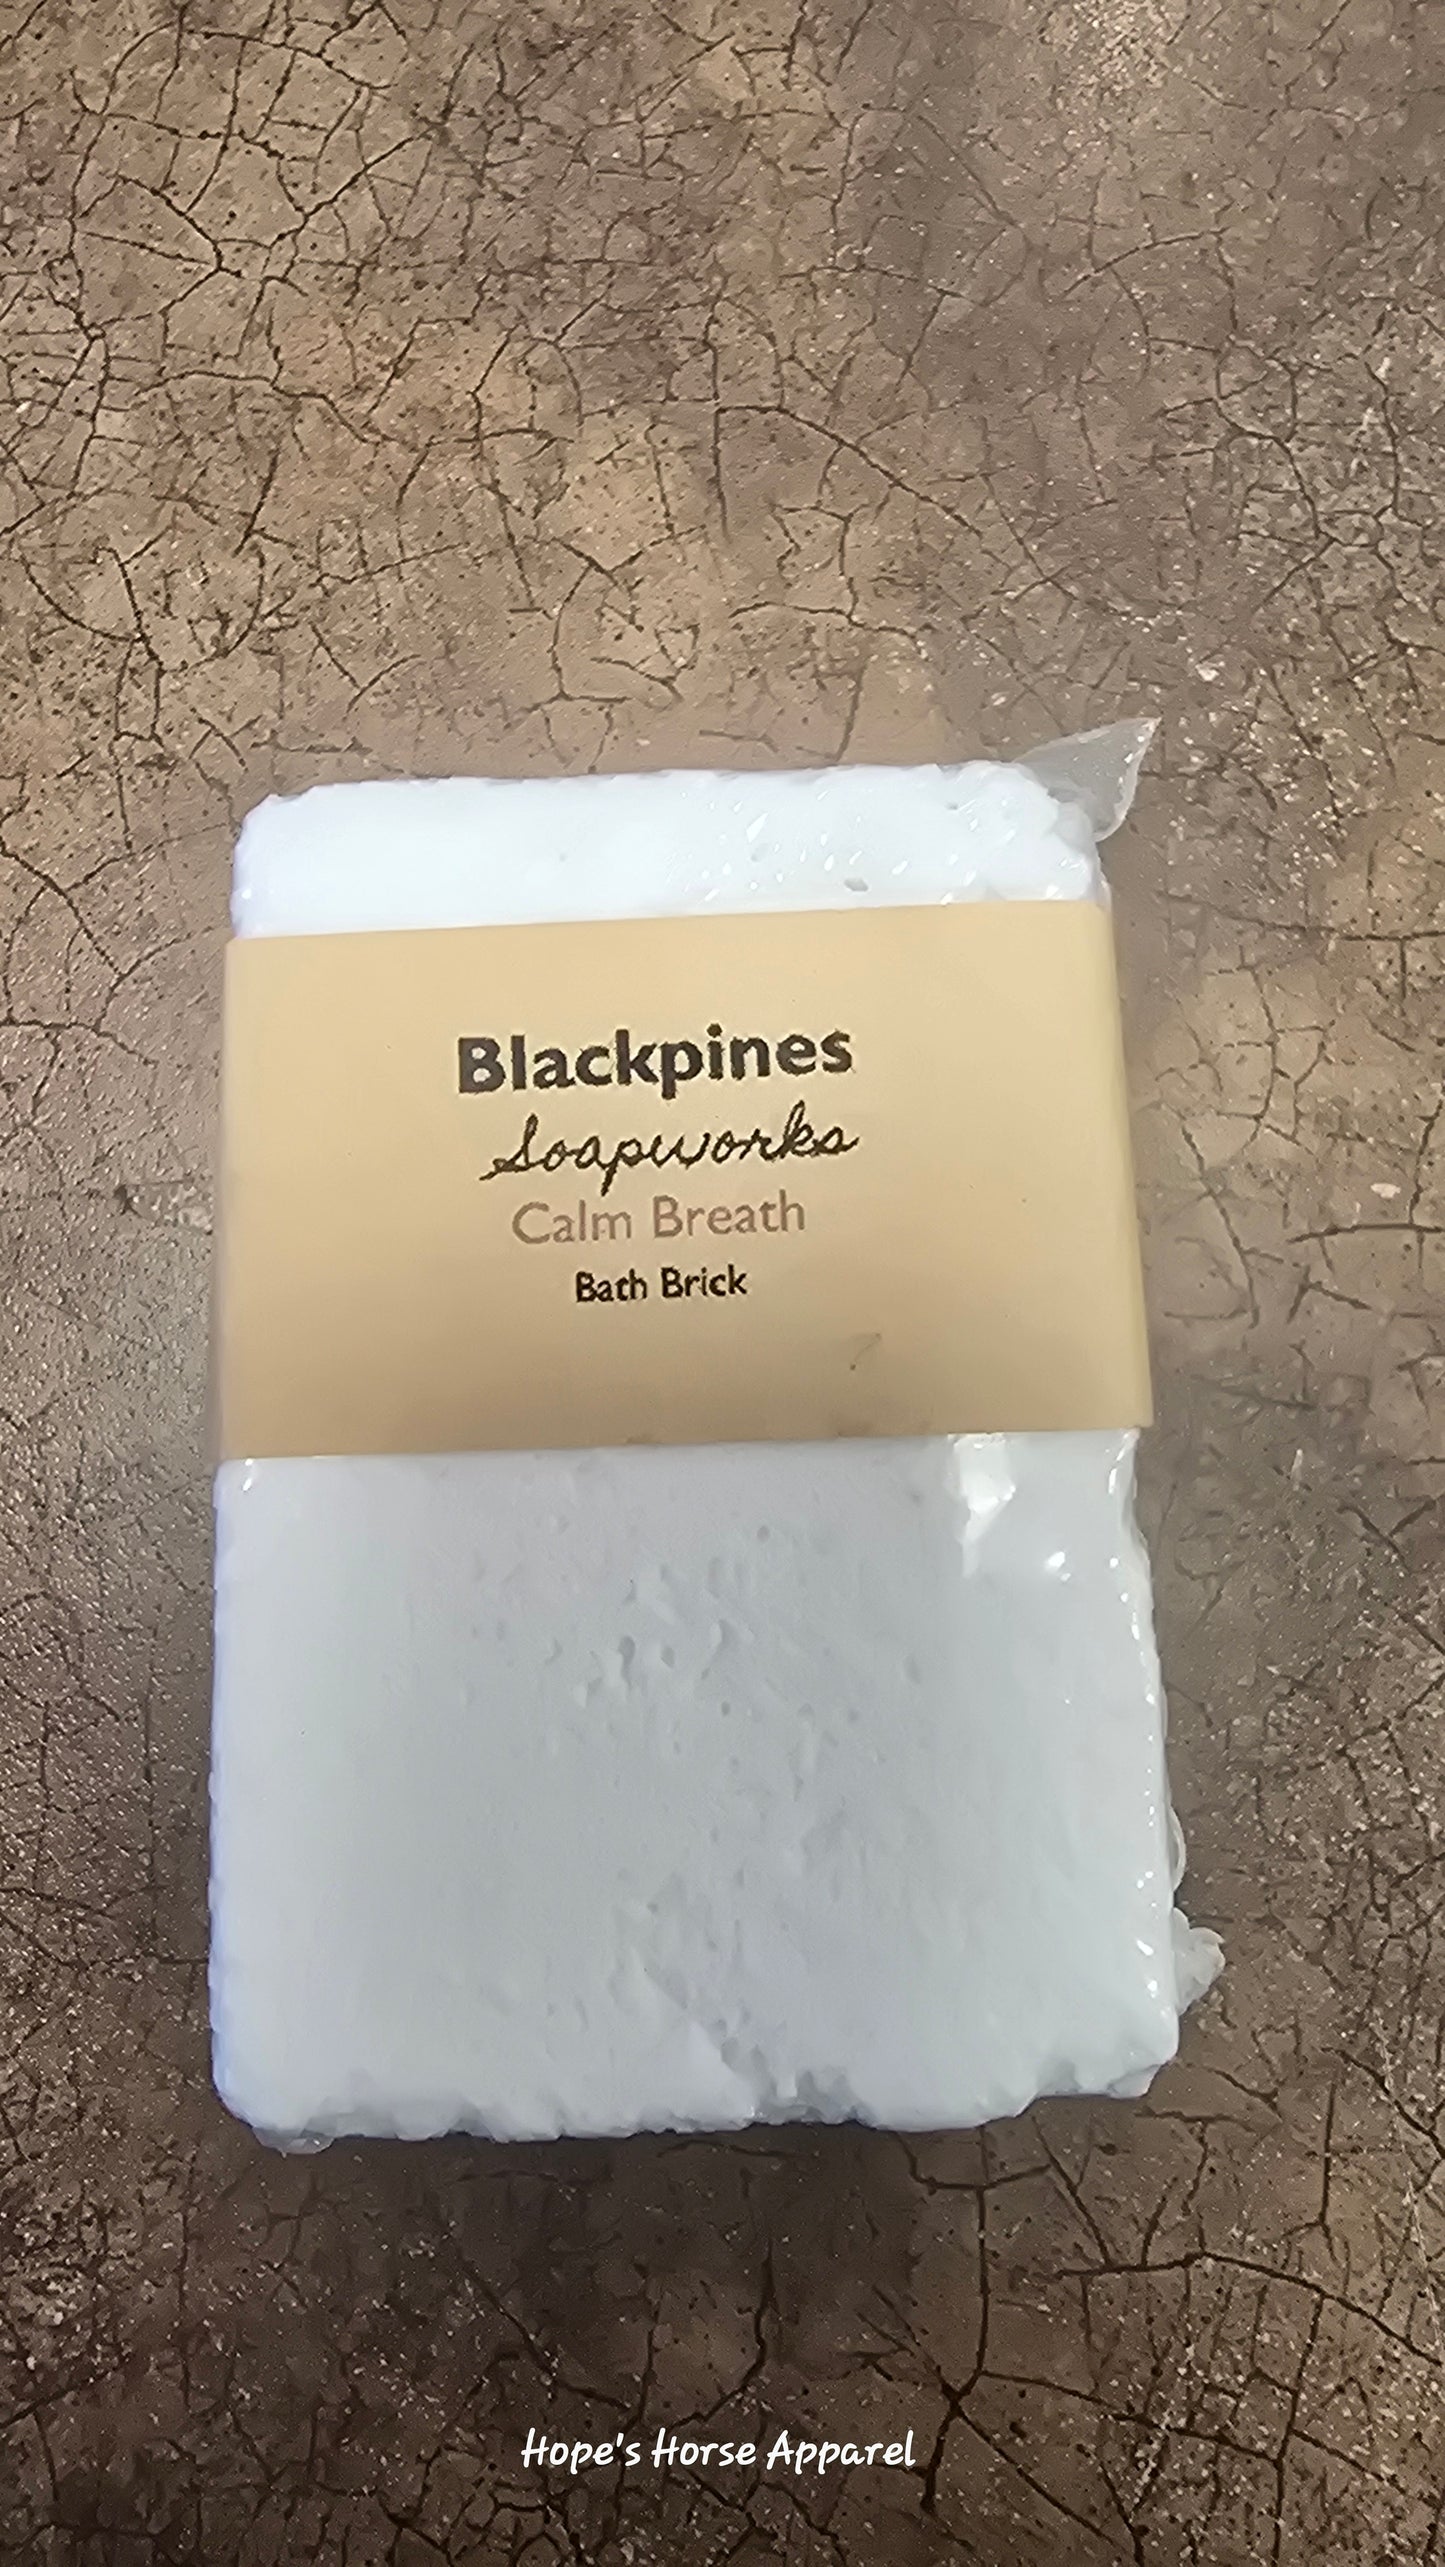 Blackpines
Soapworks
Calm Breath
Bath Brick
Hope's Horse Apparel